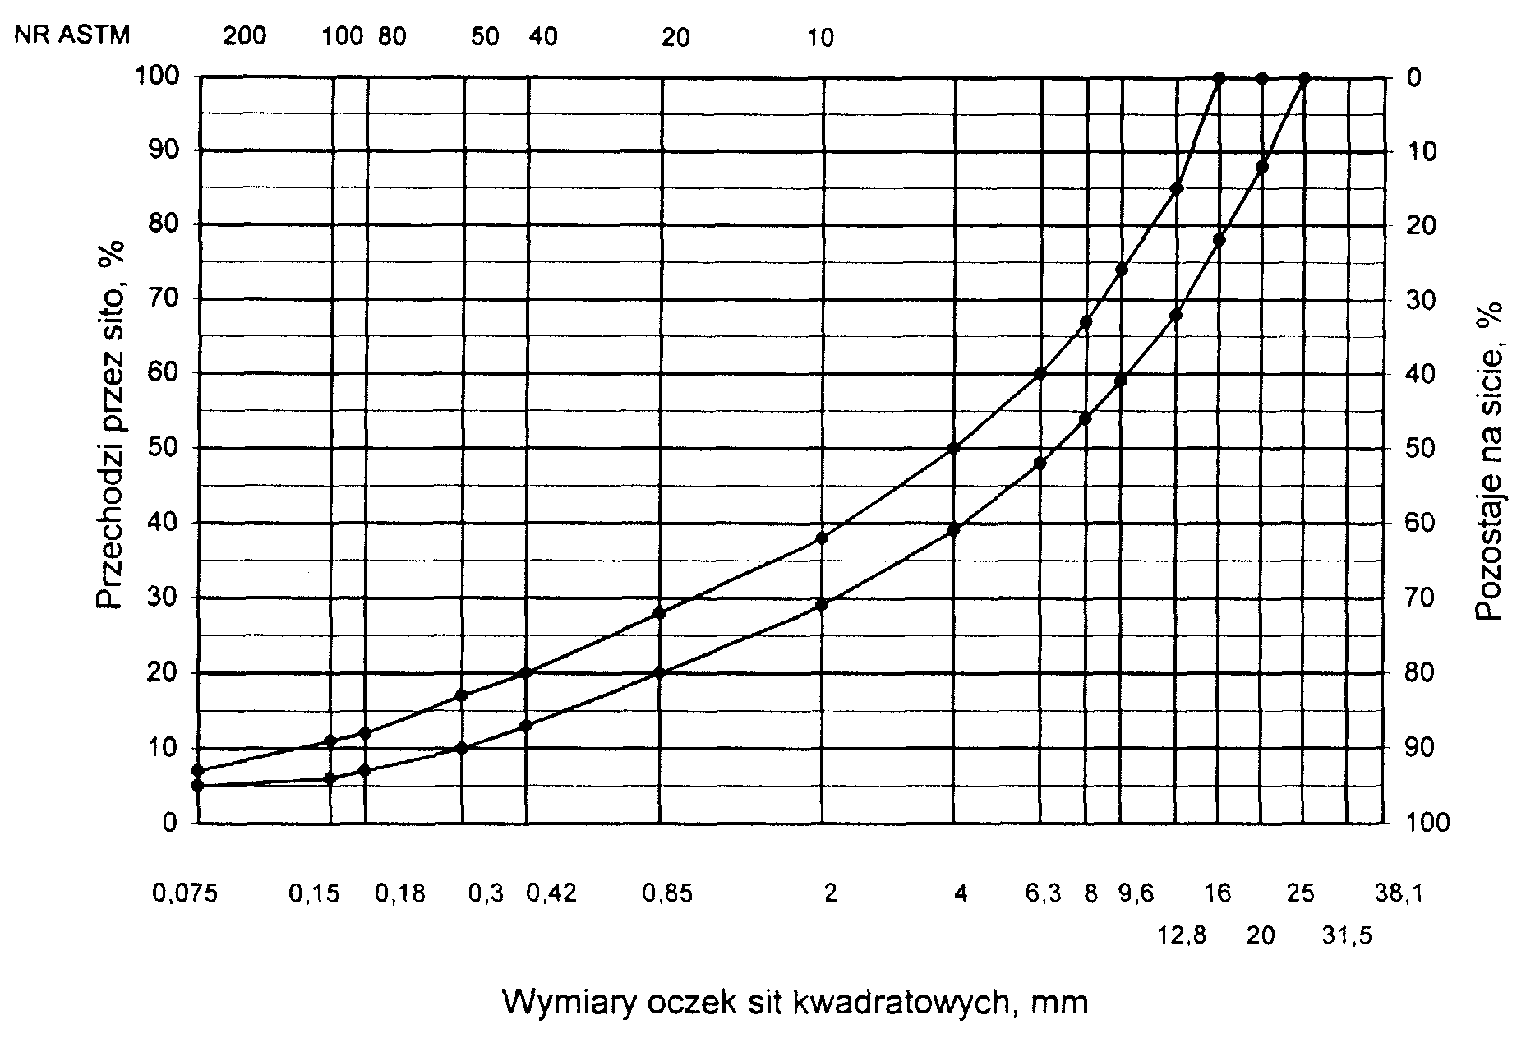 NR ASTM 200 100 80 50 40 20 10
100 0
90 10
80 20
70 30
60 40
50 50
40 60
30 70
20 80
10 90
0 100
Przechodzi przez sito, %
Pozostaje na sicie, %
0,075 0,15 0,18 0,3 0,42 0,85 2 4 6,3 8 9,6 16 25 38,1
12,8 20 31,5
Wymiary oczek sit kwadratowych, mm